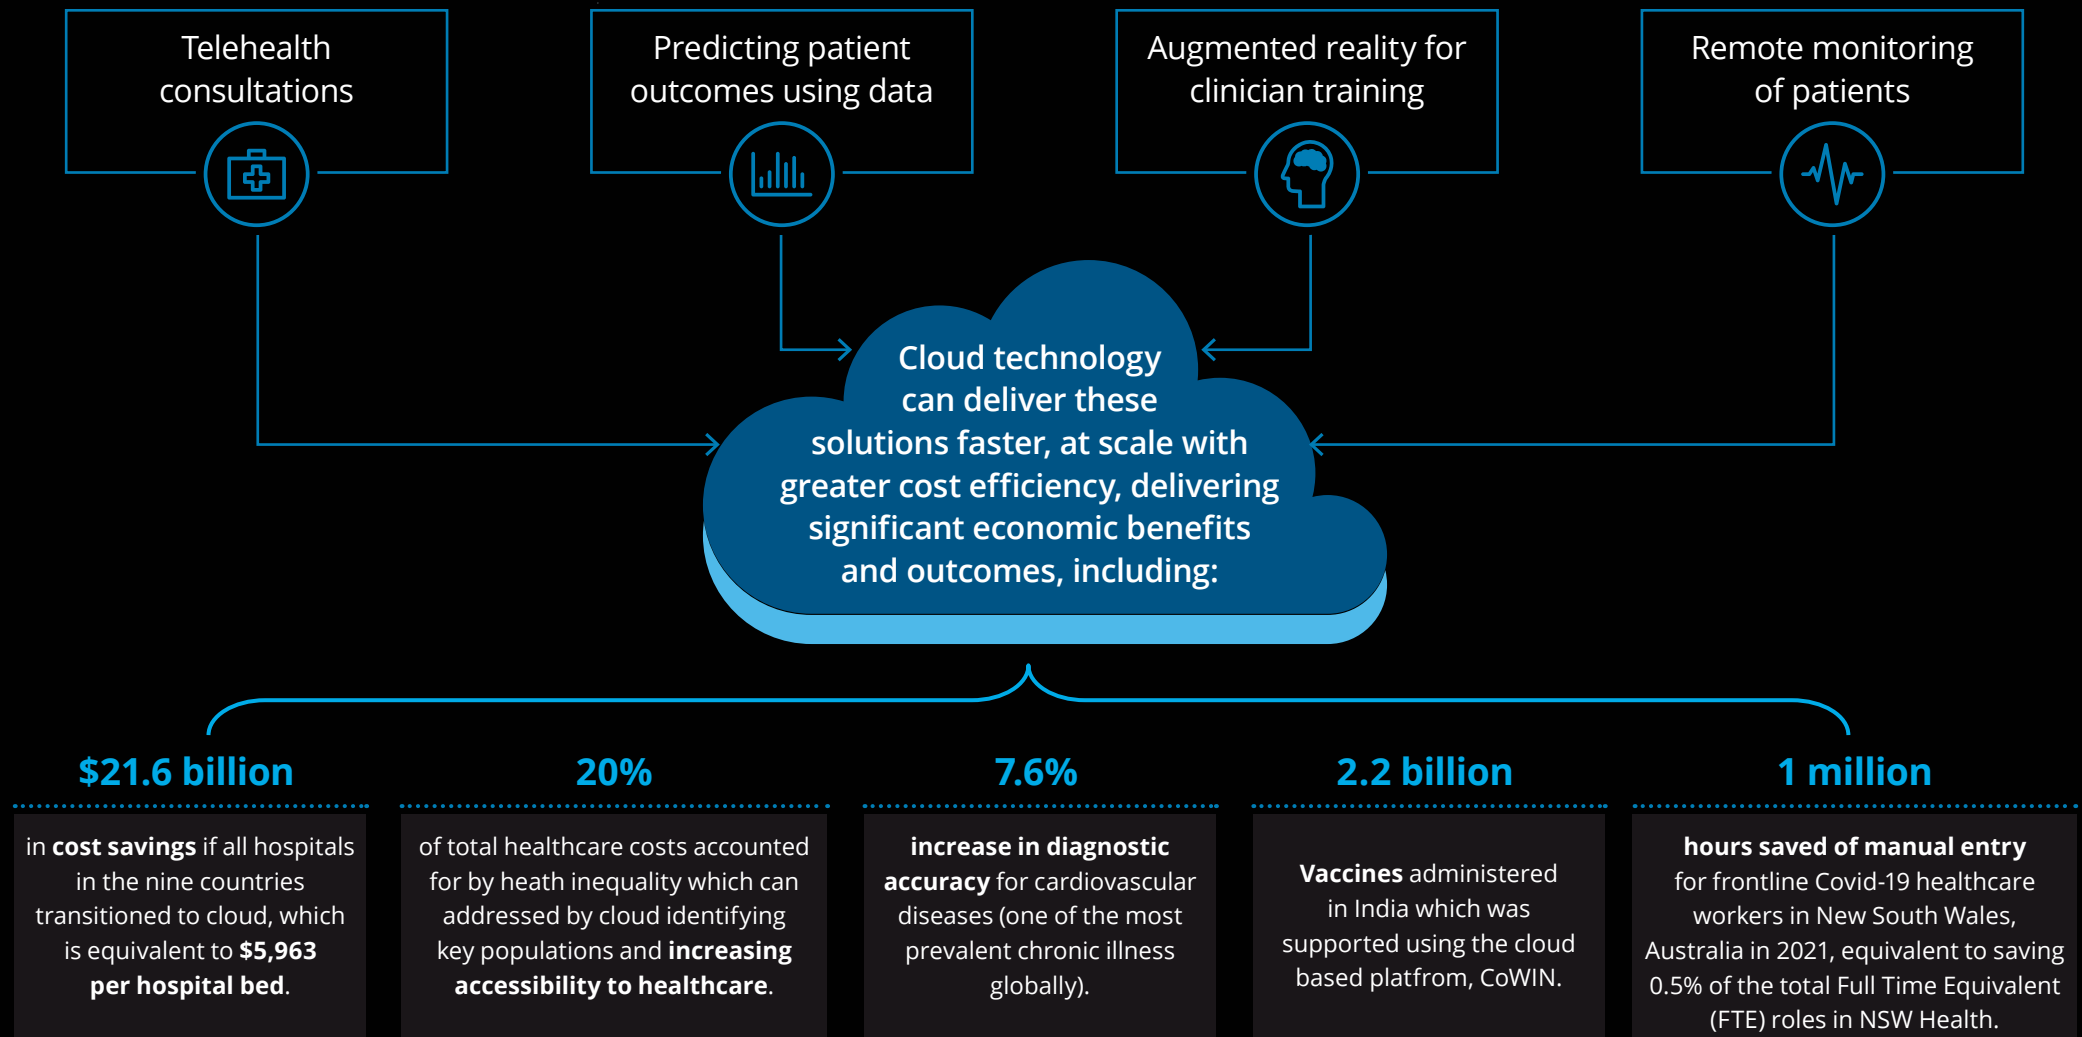 Telehealth
consultations
Predicting patient
outcomes using data
Augmented reality for
clinician training
Remote monitoring
of patients
Cloud technology
can deliver these
solutions faster, at scale with
greater cost efficiency, delivering
significant economic benefits
and outcomes, including:
$21.6 billion
in cost savings if all hospitals
in the nine countries
transitioned to cloud, which
is equivalent to $5,963
per hospital bed.
20%
of total healthcare costs accounted
for by heath inequality which can
addressed by cloud identifying
key populations and increasing
accessibility to healthcare.
7.6%
increase in diagnostic
accuracy for cardiovascular
diseases (one of the most
prevalent chronic illness
globally).
2.2 billion
Vaccines administered
in India which was
supported using the cloud
based platfrom, CoWIN.
1 million
hours saved of manual entry
for frontline Covid-19 healthcare
workers in New South Wales,
Australia in 2021, equivalent to saving
0.5% of the total Full Time Equivalent
(FTE) roles in NSW Health.